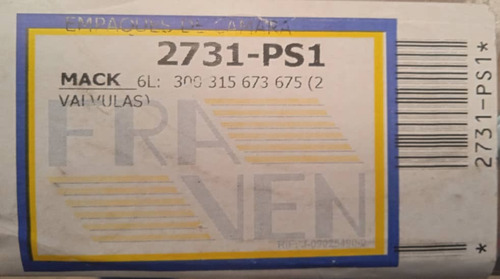 EMPAQUES DE CAMARA
2731-PS1
MACK 6L: 300 315 673 675 (2
VALVULAS)
FRA
VEN
*2731-PS1*